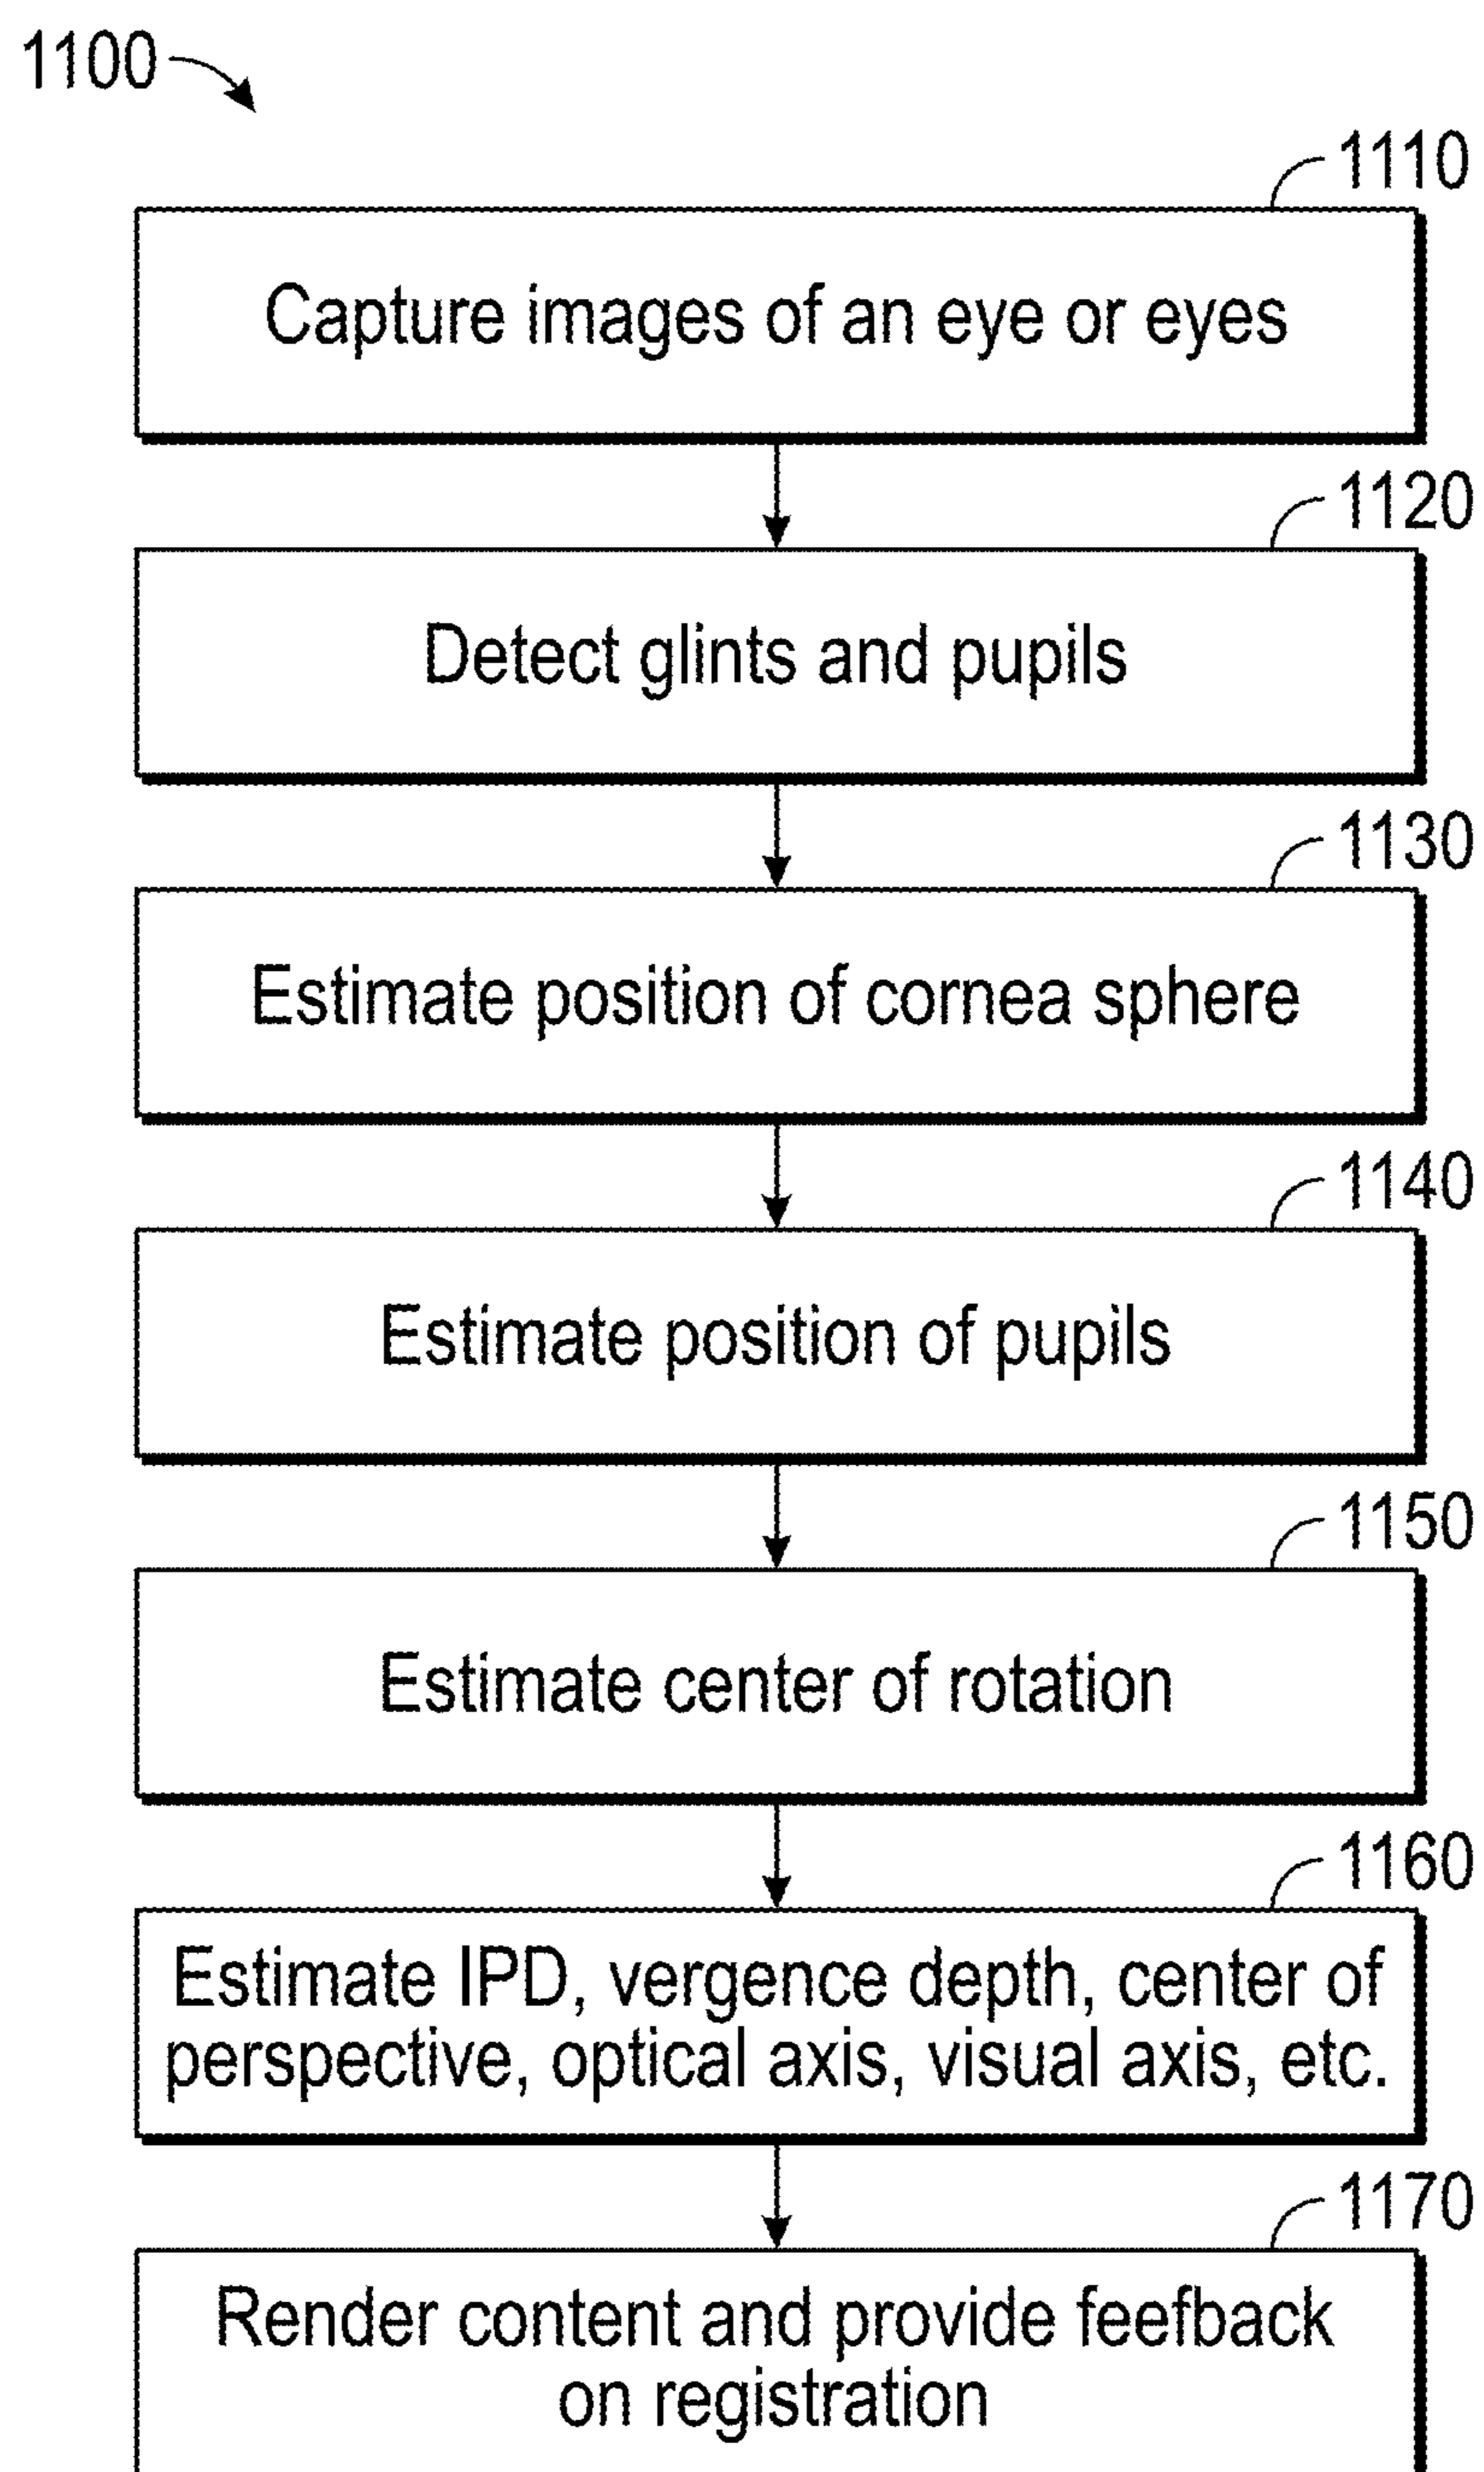 1100
1110
Capture images of an eye or eyes
1120
Detect glints and pupils
1130
Estimate position of cornea sphere
1140
Estimate position of pupils
1150
Estimate center of rotation
1160
Estimate IPD, vergence depth, center of
perspective, optical axis, visual axis, etc.
1170
Render content and provide feefback
on registration